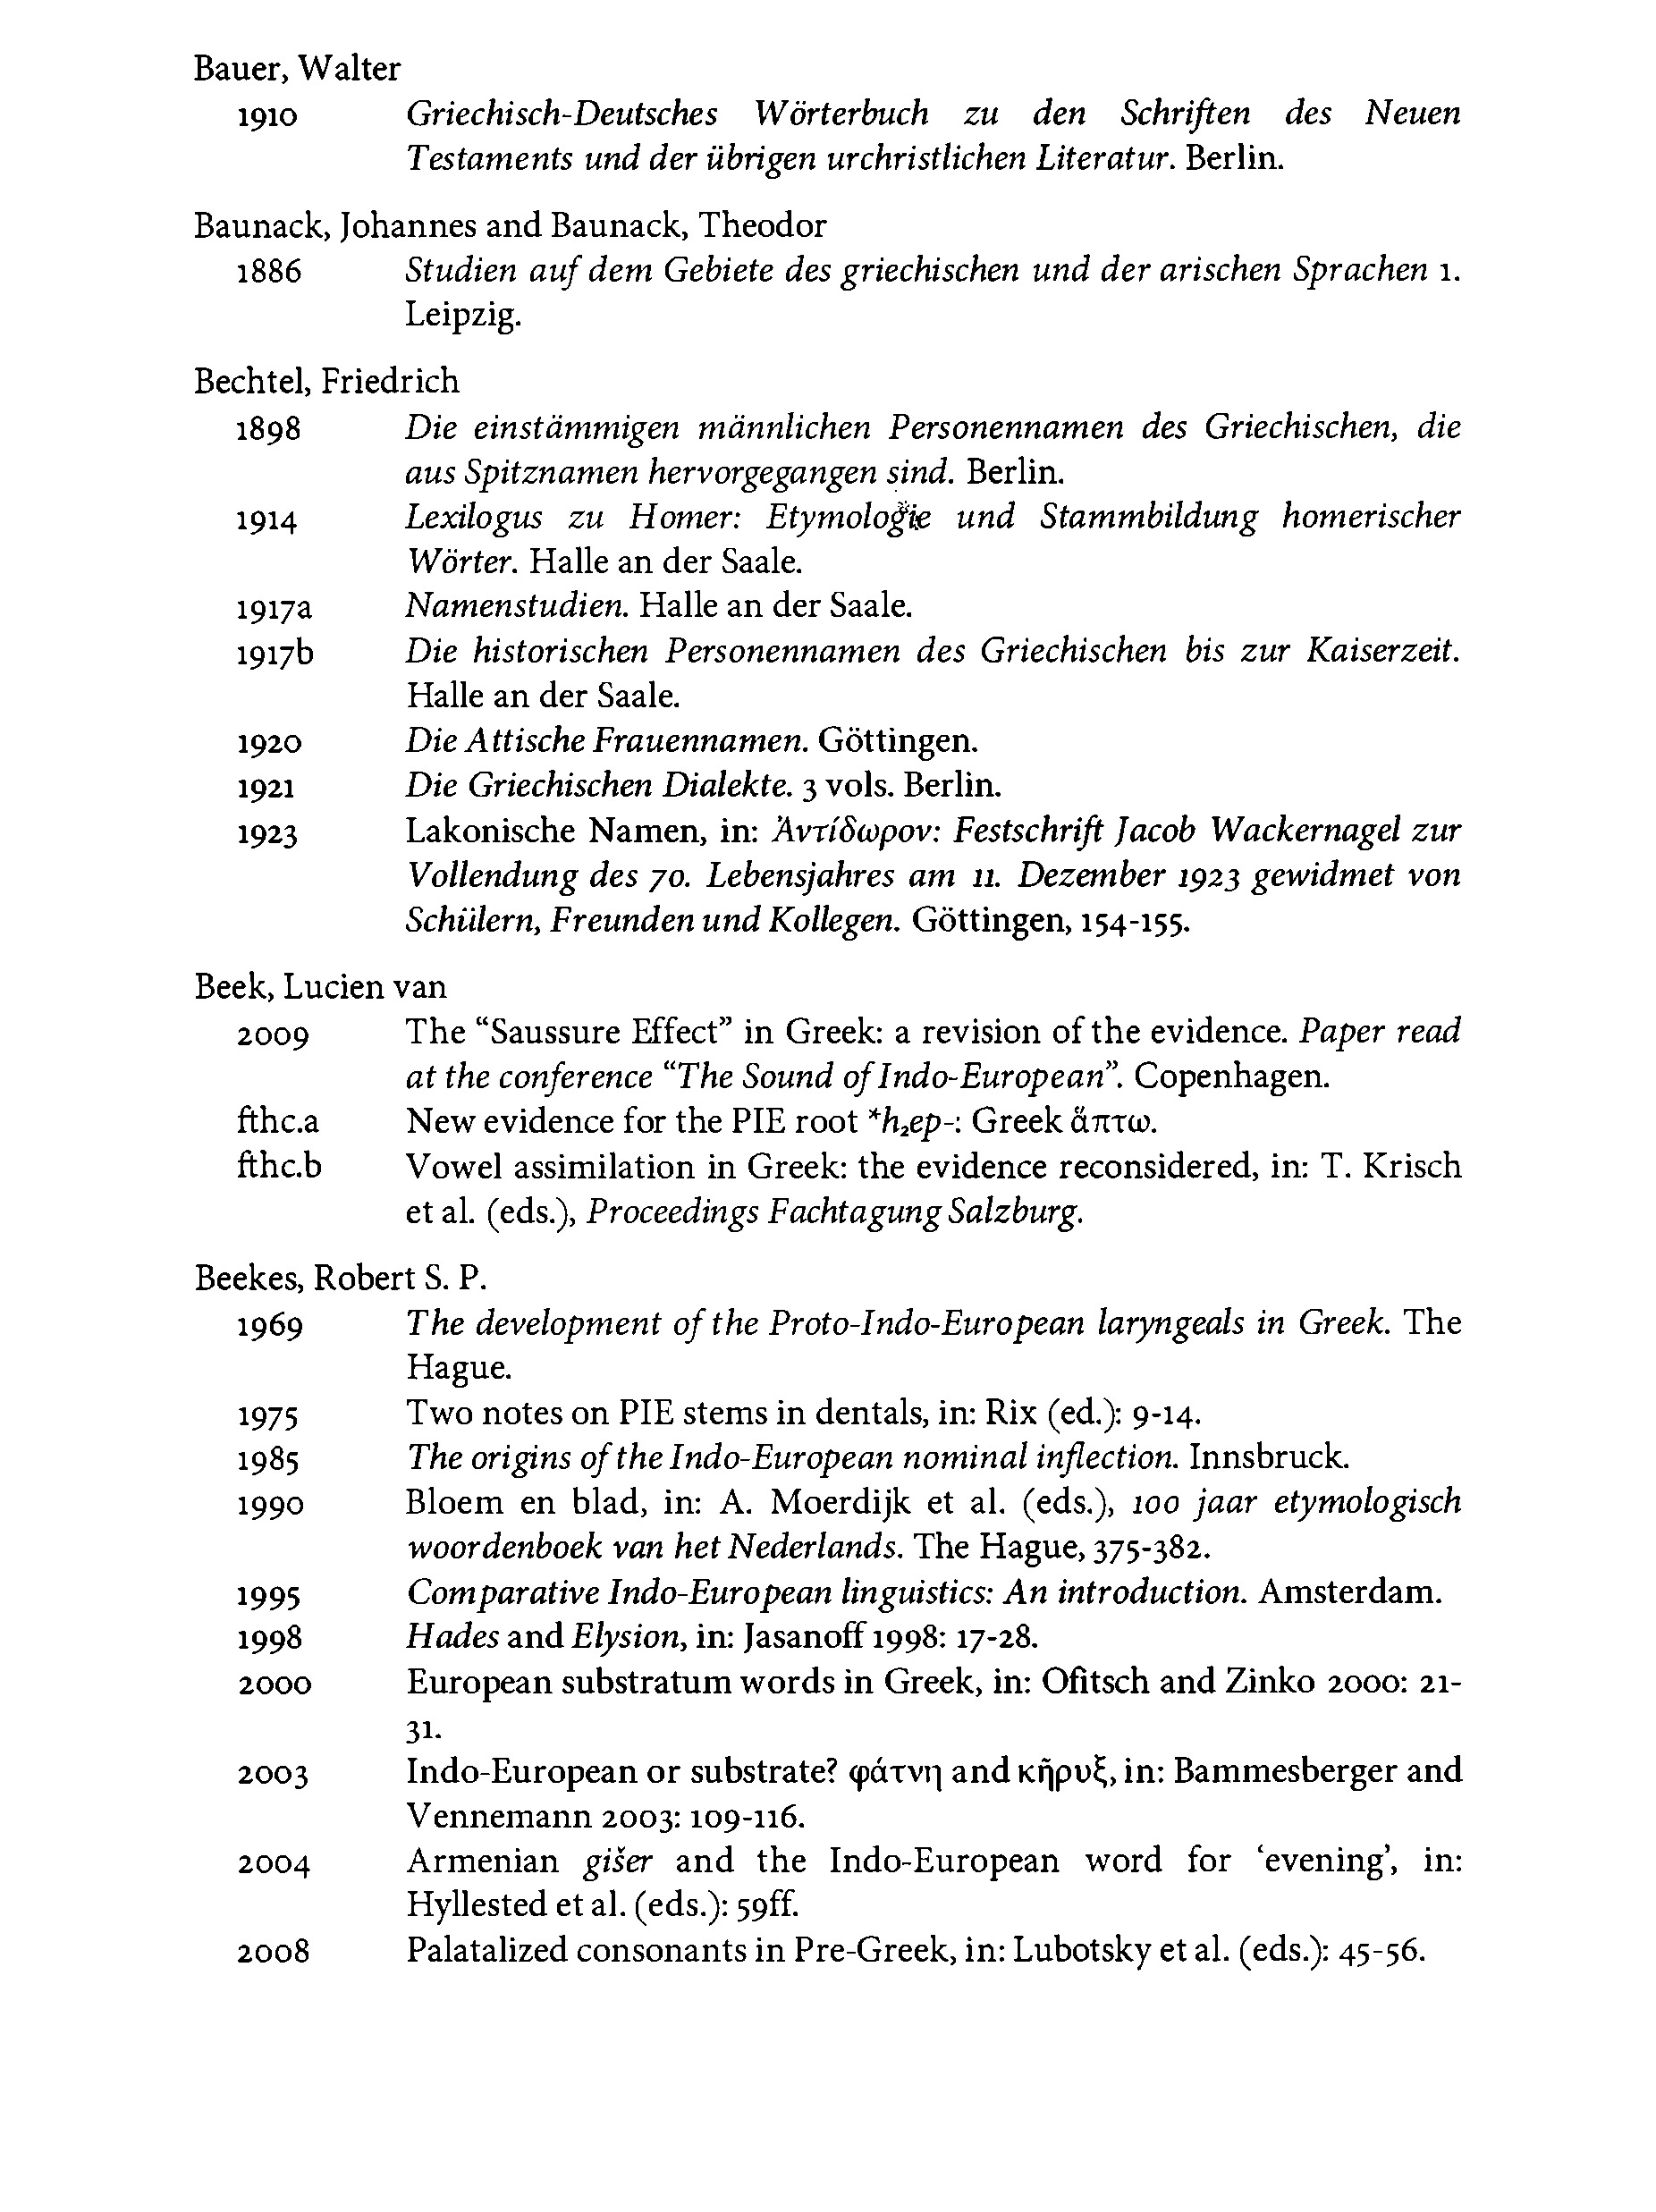 Bauer, Walter
1910 Griechisch-Deutsches Wörterbuch zu den Schriften des Neuen
Testaments und der übrigen urchristlichen Literatur. Berlin.
Baunack, Johannes and Baunack, Theodor
1886 Studien auf dem Gebiete des griechischen und der arischen Sprachen 1.
Leipzig.
Bechtel, Friedrich
1898 Die einstämmigen männlichen Personennamen des Griechischen, die
aus Spitznamen hervorgegangen sind. Berlin.
1914 Lexilogus zu Homer: Etymologie und Stammbildung homerischer
Wörter. Halle an der Saale.
1917a Namenstudien. Halle an der Saale.
1917b Die historischen Personennamen des Griechischen bis zur Kaiserzeit.
Halle an der Saale.
1920 Die Attische Frauennamen. Göttingen.
1921 Die Griechischen Dialekte. 3 vols. Berlin.
1923 Lakonische Namen, in: Ἀντίδωρον: Festschrift Jacob Wackernagel zur
Vollendung des 70. Lebensjahres am 11. Dezember 1923 gewidmet von
Schülern, Freunden und Kollegen. Göttingen, 154-155.
Beek, Lucien van
2009 The “Saussure Effect” in Greek: a revision of the evidence. Paper read
at the conference “The Sound of Indo-European”. Copenhagen.
fthc.a New evidence for the PIE root *h₂ep-: Greek ἅπτω.
fthc.b Vowel assimilation in Greek: the evidence reconsidered, in: T. Krisch
et al. (eds.), Proceedings Fachtagung Salzburg.
Beekes, Robert S. P.
1969 The development of the Proto-Indo-European laryngeals in Greek. The
Hague.
1975 Two notes on PIE stems in dentals, in: Rix (ed.): 9-14.
1985 The origins of the Indo-European nominal inflection. Innsbruck.
1990 Bloem en blad, in: A. Moerdijk et al. (eds.), 100 jaar etymologisch
woordenboek van het Nederlands. The Hague, 375-382.
1995 Comparative Indo-European linguistics: An introduction. Amsterdam.
1998 Hades and Elysion, in: Jasanoff 1998: 17-28.
2000 European substratum words in Greek, in: Ofitsch and Zinko 2000: 21-
31.
2003 Indo-European or substrate? φάτνη and κῆρυξ, in: Bammesberger and
Vennemann 2003: 109-116.
2004 Armenian gišer and the Indo-European word for ‘evening’, in:
Hyllested et al. (eds.): 59ff.
2008 Palatalized consonants in Pre-Greek, in: Lubotsky et al. (eds.): 45-56.